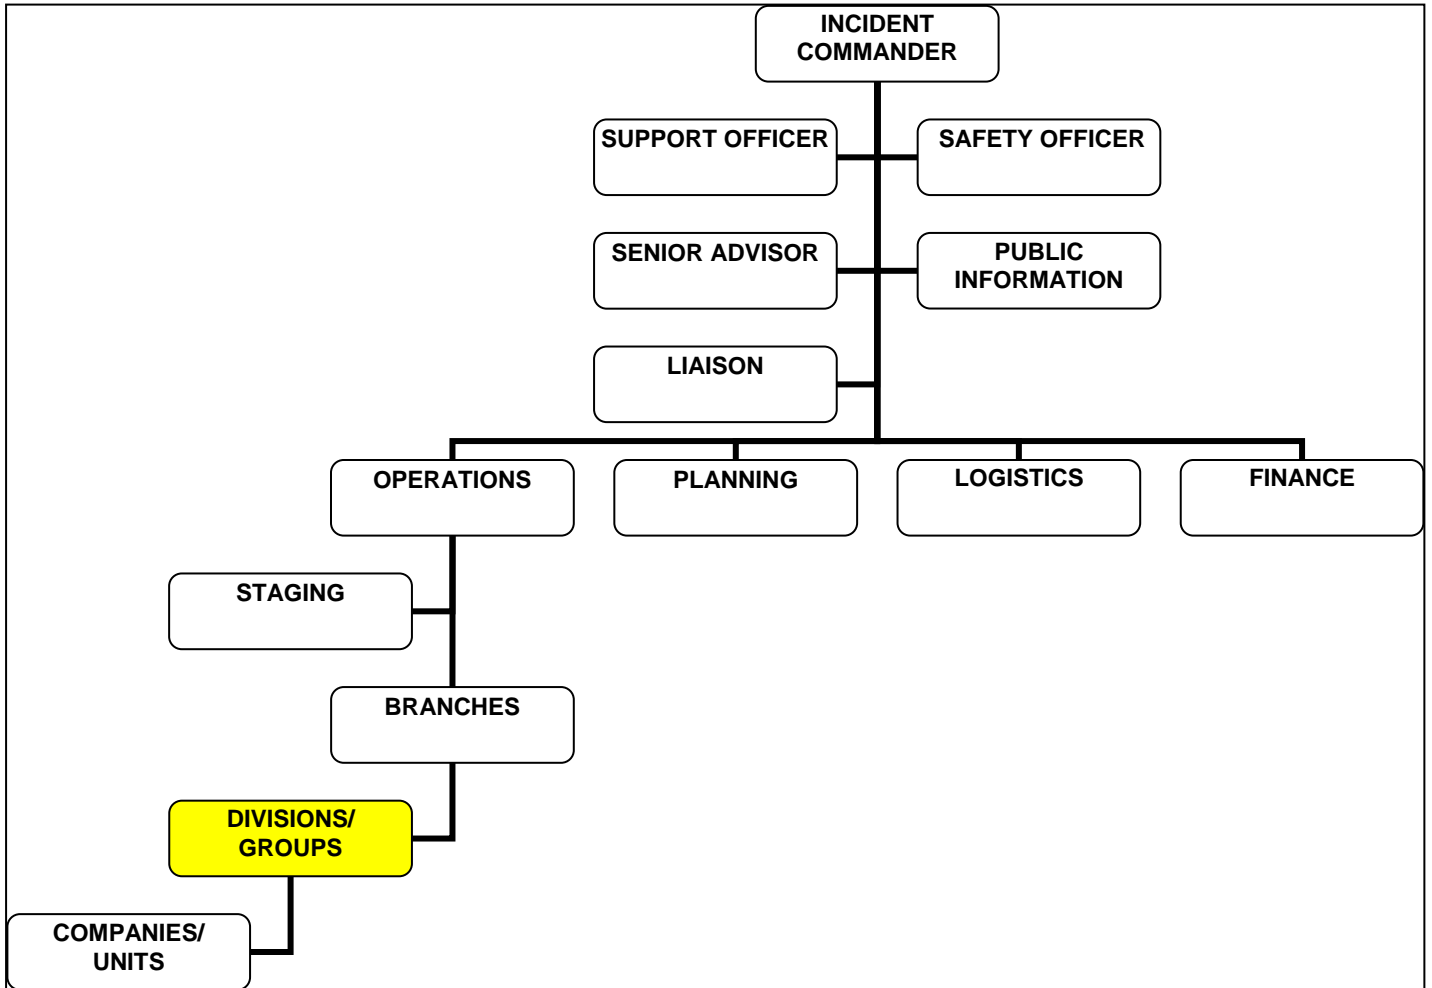 INCIDENT
COMMANDER
SUPPORT OFFICER
SAFETY OFFICER
SENIOR ADVISOR
PUBLIC
INFORMATION
LIAISON
OPERATIONS
PLANNING
LOGISTICS
FINANCE
STAGING
BRANCHES
DIVISIONS/
GROUPS
COMPANIES/
UNITS